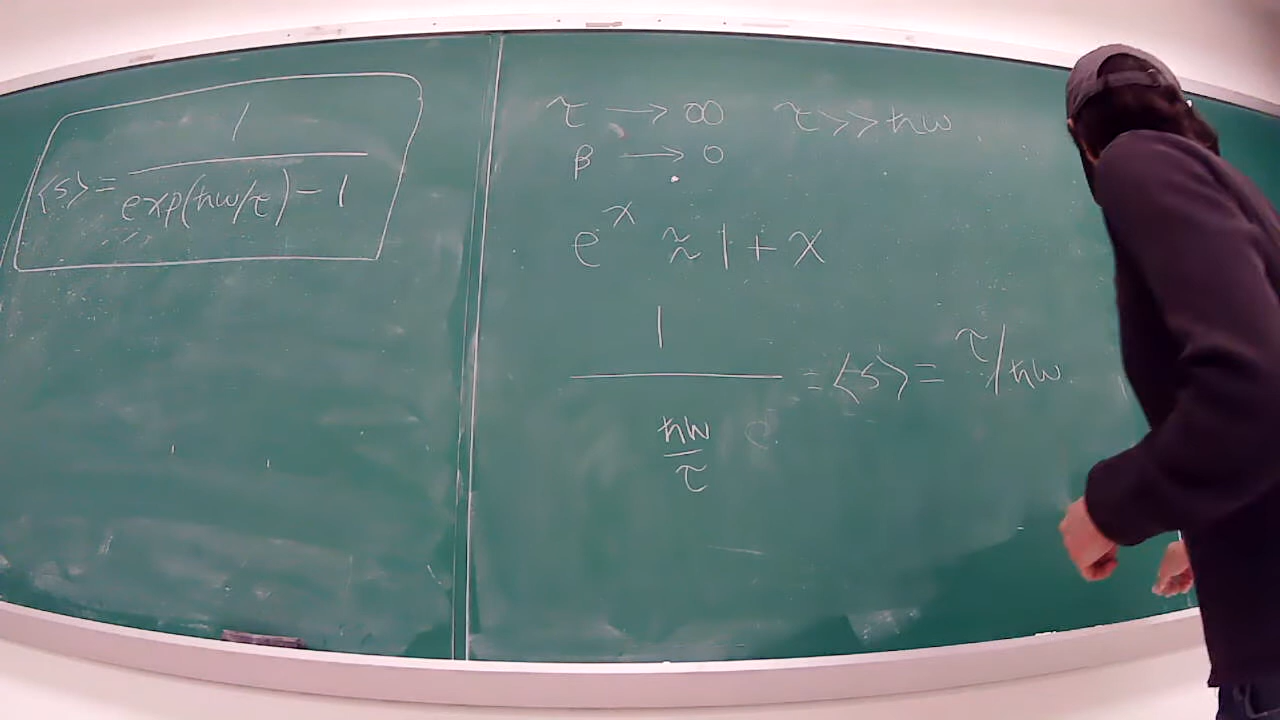 ⟨s⟩ = 1 / (exp(ħω/τ) − 1)
τ → ∞ τ >> ħω
β → 0
e^x ≈ 1 + x
1 / (ħω/τ) = ⟨s⟩ = τ/ħω